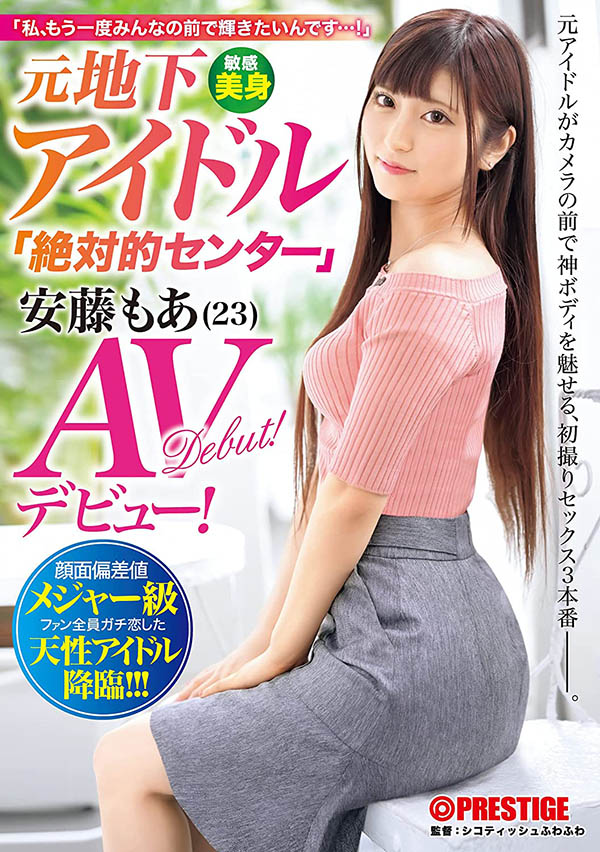 「私、もう一度みんなの前で輝きたいんです…!」
元地下
敏感
美身
アイドル
「絶対的センター」
安藤もあ(23)
AV
Debut!
デビュー!
顔面偏差値
メジャー級
ファン全員ガチ恋した
天性アイドル
降臨!!!
元アイドルがカメラの前で神ボディを魅せる、初撮りセックス3本番――。
PRESTIGE
監督:シコティッシュふわふわ